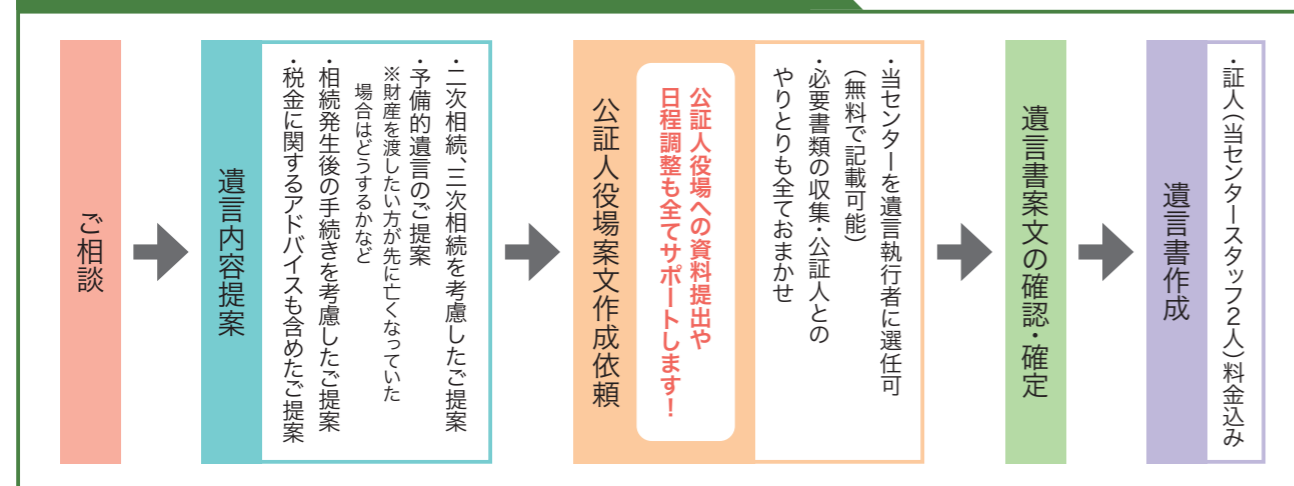 ご相談
遺言内容提案
・二次相続、三次相続を考慮したご提案
・予備的遺言のご提案
※財産を渡したい方が先に亡くなっていた
場合はどうするかなど
・相続発生後の手続きを考慮したご提案
・税金に関するアドバイスも含めたご提案
公証人役場案文作成依頼
公証人役場への資料提出や
日程調整も全てサポートします！
・当センターを遺言執行者に選任可
（無料で記載可能）
・必要書類の収集・公証人との
やりとりも全ておまかせ
遺言書案文の確認・確定
遺言書作成
・証人（当センタースタッフ2人）料金込み